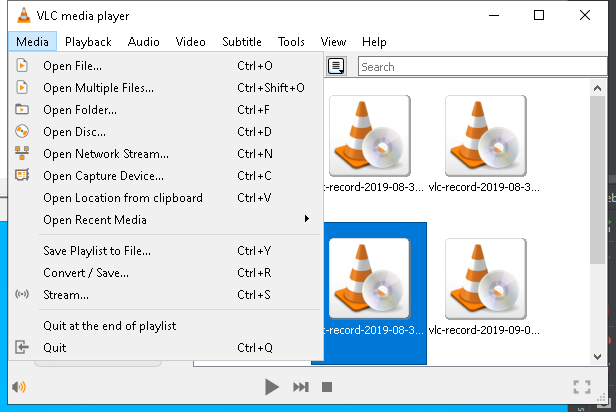 VLC media player
Media Playback Audio Video Subtitle Tools View Help
Open File... Ctrl+O
Open Multiple Files... Ctrl+Shift+O
Open Folder... Ctrl+F
Open Disc... Ctrl+D
Open Network Stream... Ctrl+N
Open Capture Device... Ctrl+C
Open Location from clipboard Ctrl+V
Open Recent Media
Save Playlist to File... Ctrl+Y
Convert / Save... Ctrl+R
Stream... Ctrl+S
Quit at the end of playlist
Quit Ctrl+Q
Search
:-record-2019-08-3... vlc-record-2019-08-3...
:-record-2019-08-3... vlc-record-2019-09-0...